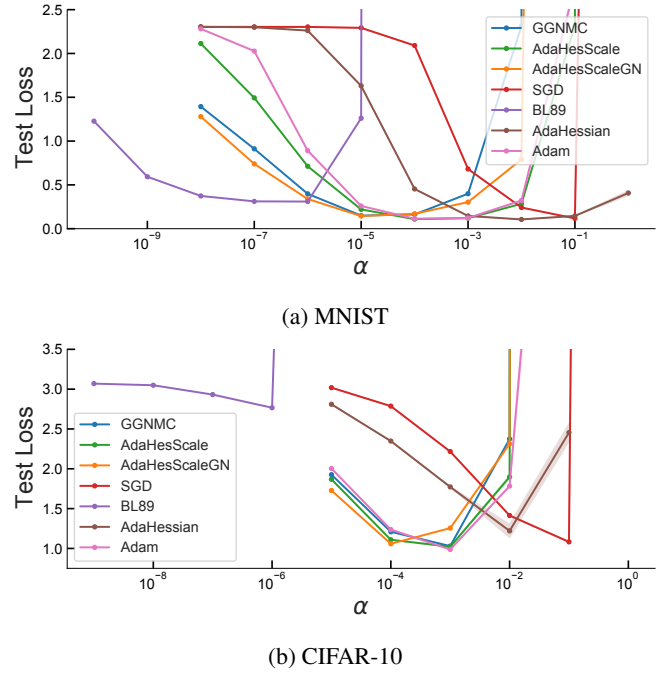 2.5
2.0
1.5
1.0
0.5
0.0
Test Loss
GGNMC
AdaHesScale
AdaHesScaleGN
SGD
BL89
AdaHessian
Adam
10⁻⁹ 10⁻⁷ 10⁻⁵ 10⁻³ 10⁻¹
α
(a) MNIST
3.5
3.0
2.5
2.0
1.5
1.0
Test Loss
GGNMC
AdaHesScale
AdaHesScaleGN
SGD
BL89
AdaHessian
Adam
10⁻⁸ 10⁻⁶ 10⁻⁴ 10⁻² 10⁰
α
(b) CIFAR-10